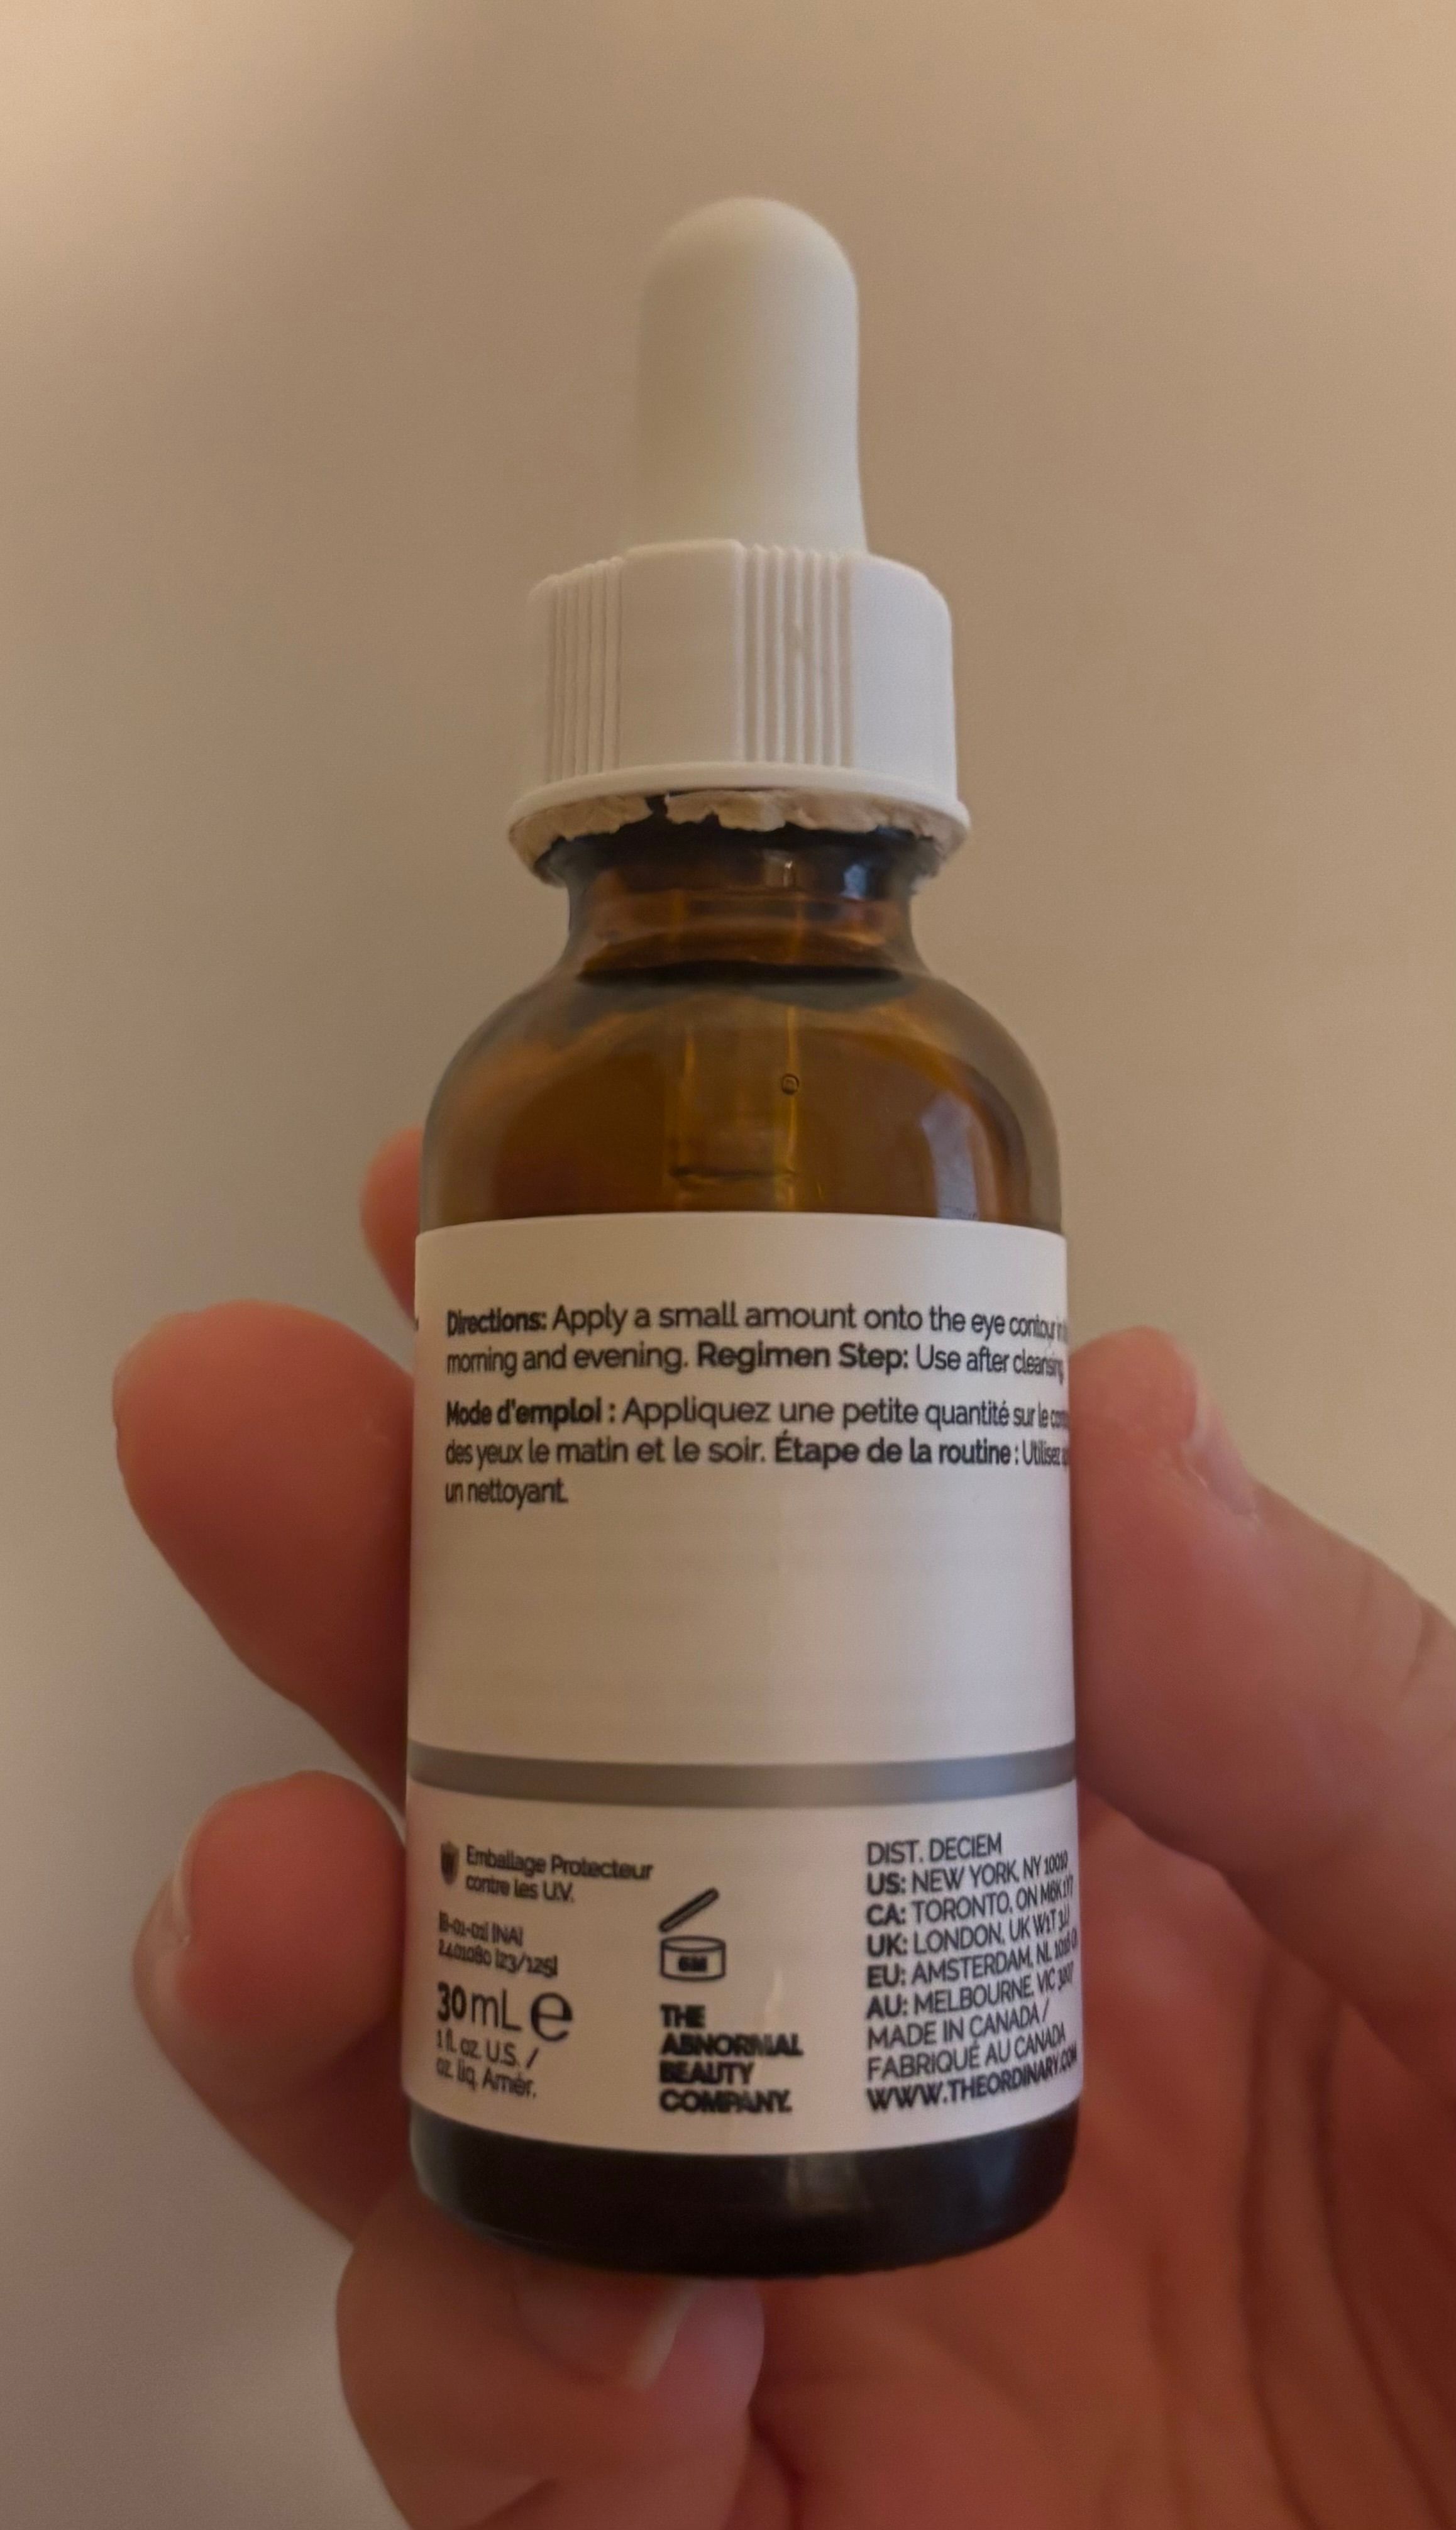 Directions: Apply a small amount onto the eye contour
morning and evening. Regimen Step: Use after cleansing.
Mode d'emploi : Appliquez une petite quantité sur le
des yeux le matin et le soir. Étape de la routine : Utilisez
un nettoyant.
Emballage Protecteur
contre les U.V.
30 mL e
1 fl. oz. U.S. /
oz. liq. Amér.
6M
THE
ABNORMAL
BEAUTY
COMPANY.
DIST. DECIEM
US: NEW YORK, NY 10010
CA: TORONTO, ON
UK: LONDON, UK W1T
EU: AMSTERDAM, NL
AU: MELBOURNE, VIC
MADE IN CANADA /
FABRIQUÉ AU CANADA
WWW.THEORDINARY.COM